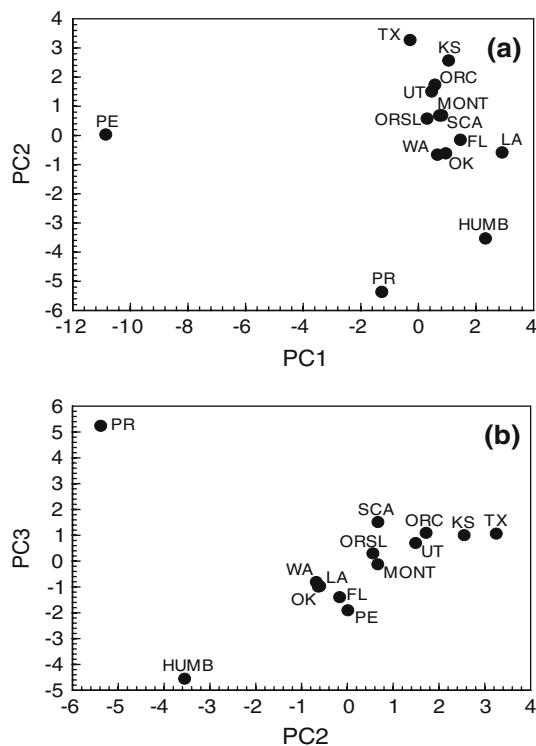 4
TX
KS
(a)
3
2
ORC
UT
MONT
1
ORSL
SCA
PE
0
FL
LA
WA
OK
-1
PC2
-2
-3
HUMB
-4
PR
-5
-6
-12 -10 -8 -6 -4 -2 0 2 4 6
PC1
6
PR
(b)
5
4
3
2
SCA
ORC
KS
TX
1
ORSL
UT
PC3
0
WA
LA
MONT
-1
OK
FL
PE
-2
-3
-4
HUMB
-5
-6 -5 -4 -3 -2 -1 0 1 2 3 4
PC2